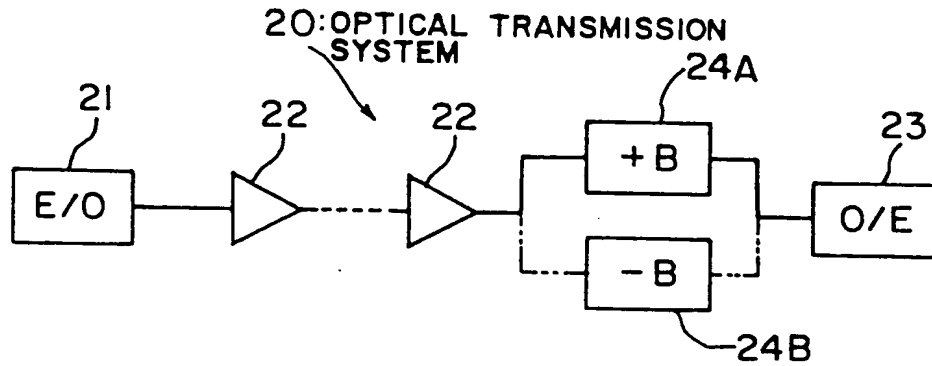 20:OPTICAL TRANSMISSION
SYSTEM
24A
21
22
22
+B
23
E/O
O/E
-B
24B